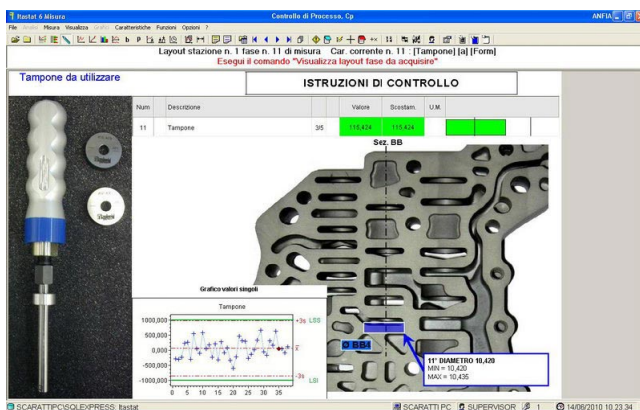 Itastat 6 Misura
Controllo di Processo, Cp
ANFIA
File
Misura Visualizza
Caratteristiche Funzioni Opzioni ?
Layout stazione n. 1 fase n. 11 di misura Car. corrente n. 11 : [Tampone] [a] [Form]
Esegui il comando "Visualizza layout fase da acquisire"
Tampone da utilizzare
ISTRUZIONI DI CONTROLLO
Num Descrizione Valore Scostam. U.M.
11 Tampone 3/5 115,424 115,424
Sez. BB
Grafico valori singoli
Tampone
1000,000
500,000
0,000
-500,000
-1000,000
+3s LSS
-3s LSI
0 5 10 15 20 25 30 35
Ø BB4
11° DIAMETRO 10,420
MIN = 10,420
MAX = 10,435
SCARATTIPC\SQLEXPRESS: Itastat
SCARATTI PC
SUPERVISOR
1
14/06/2010 10.23.34